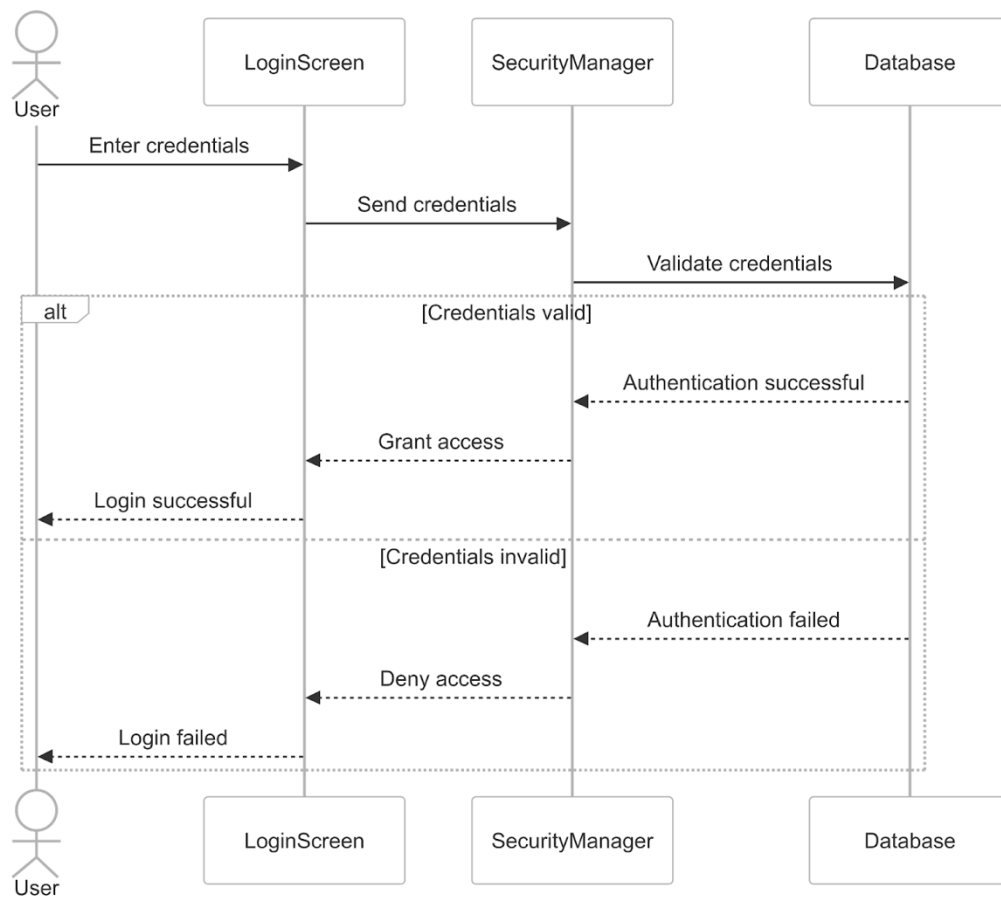 User
LoginScreen
SecurityManager
Database
Enter credentials
Send credentials
Validate credentials
alt
[Credentials valid]
Authentication successful
Grant access
Login successful
[Credentials invalid]
Authentication failed
Deny access
Login failed
User
LoginScreen
SecurityManager
Database